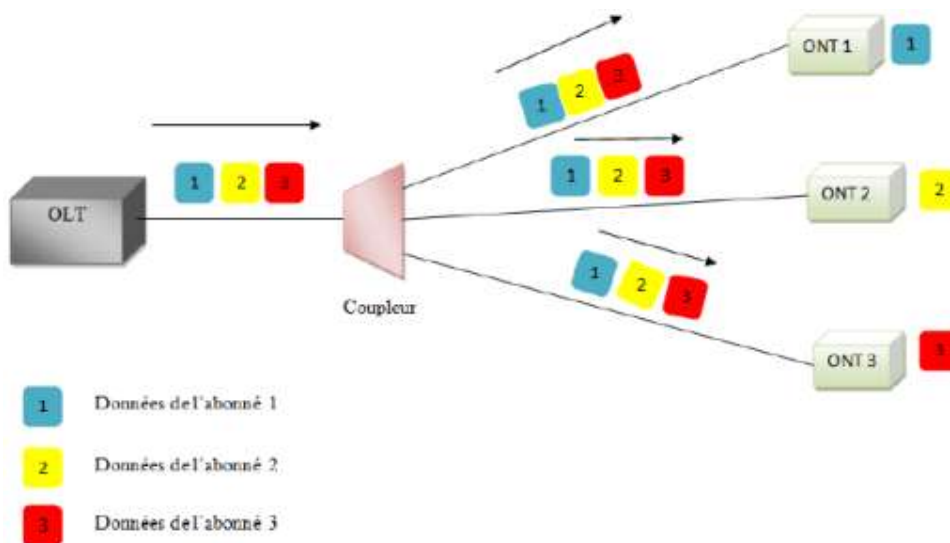 1 2 3
ONT 1
1
1 2 3
OLT
1 2 3
ONT 2
2
Coupleur
1 2 3
ONT 3
3
1 Données de l'abonné 1
2 Données de l'abonné 2
3 Données de l'abonné 3